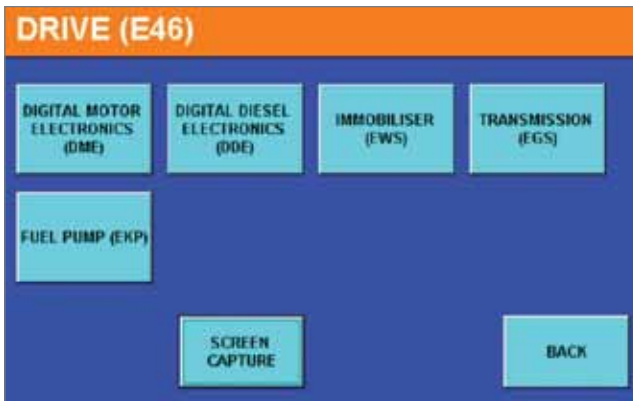 DRIVE (E46)
DIGITAL MOTOR
ELECTRONICS
(DME)
DIGITAL DIESEL
ELECTRONICS
(DDE)
IMMOBILISER
(EWS)
TRANSMISSION
(EGS)
FUEL PUMP (EKP)
SCREEN
CAPTURE
BACK